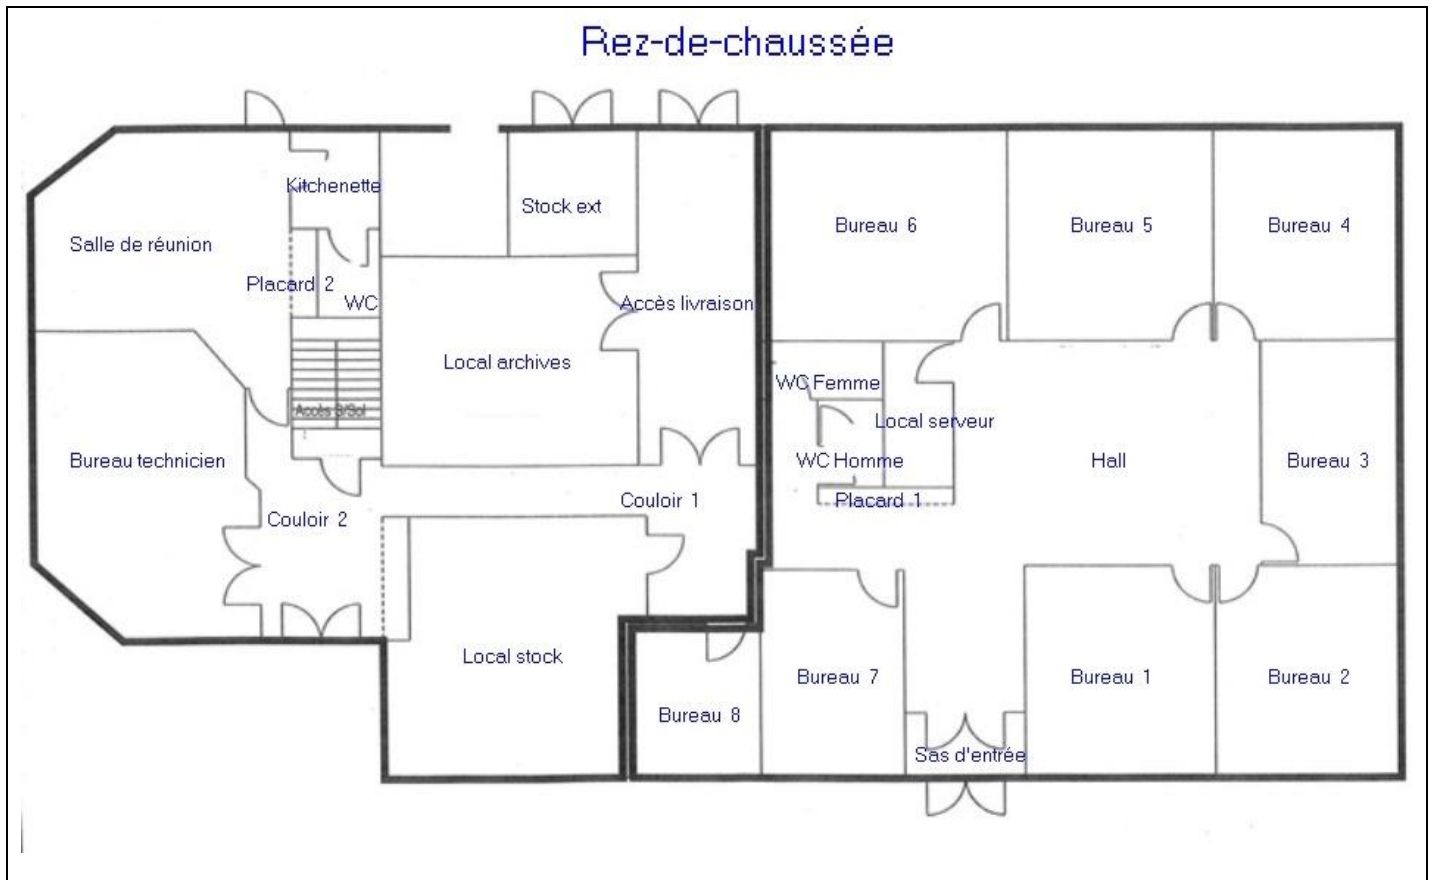 Rez-de-chaussée
Kitchenette
Stock ext
Bureau 6
Bureau 5
Bureau 4
Salle de réunion
Placard 2
WC
Accès livraison
Local archives
WC Femme
Accès S/Sol
Local serveur
Bureau technicien
WC Homme
Hall
Bureau 3
Couloir 1
Placard 1
Couloir 2
Local stock
Bureau 7
Bureau 1
Bureau 2
Bureau 8
Sas d'entrée